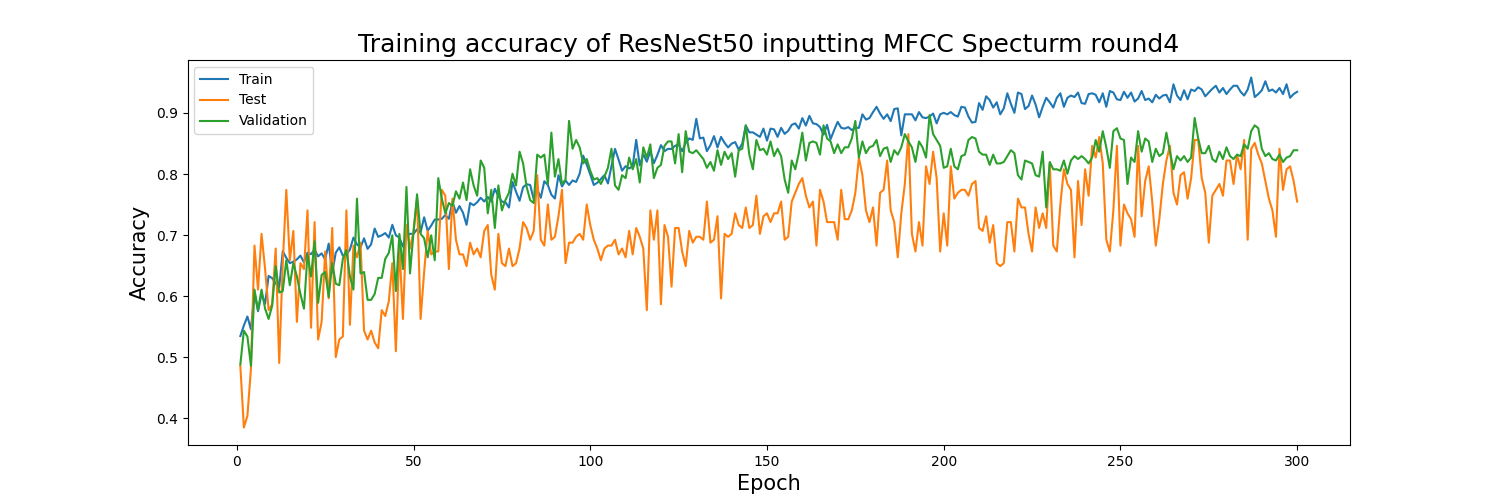 Training accuracy of ResNeSt50 inputting MFCC Specturm round4
Train
Test
Validation
Accuracy
0.9
0.8
0.7
0.6
0.5
0.4
0 50 100 150 200 250 300
Epoch